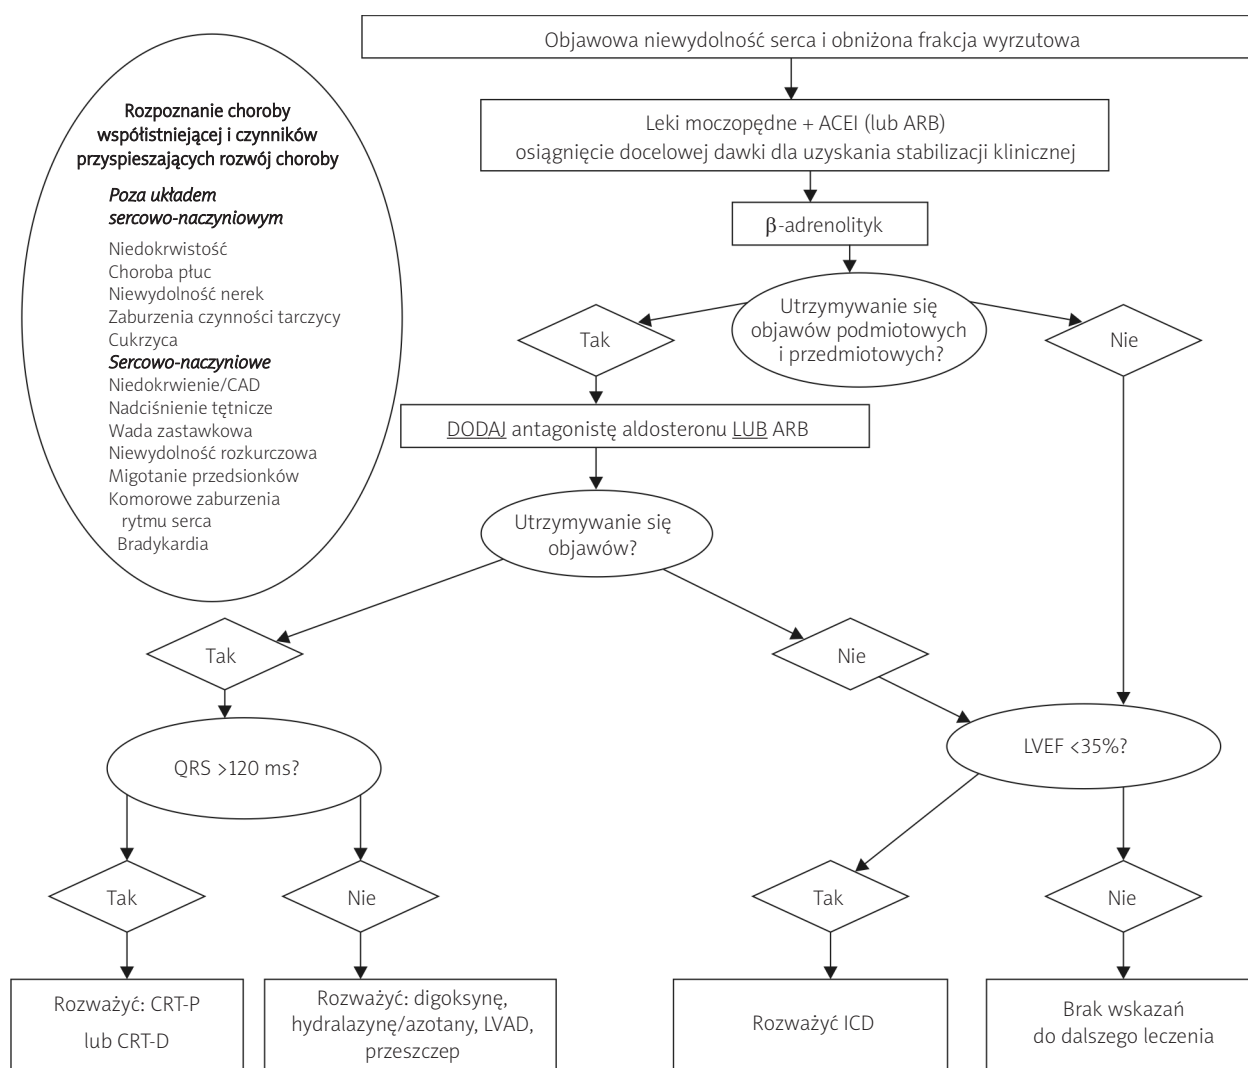 Objawowa niewydolność serca i obniżona frakcja wyrzutowa
Rozpoznanie choroby
współistniejącej i czynników
przyspieszających rozwój choroby
Poza układem
sercowo-naczyniowym
Niedokrwistość
Choroba płuc
Niewydolność nerek
Zaburzenia czynności tarczycy
Cukrzyca
Sercowo-naczyniowe
Niedokrwienie/CAD
Nadciśnienie tętnicze
Wada zastawkowa
Niewydolność rozkurczowa
Migotanie przedsionków
Komorowe zaburzenia
rytmu serca
Bradykardia
Leki moczopędne + ACEI (lub ARB)
osiągnięcie docelowej dawki dla uzyskania stabilizacji klinicznej
β-adrenolityk
Utrzymywanie się
objawów podmiotowych
i przedmiotowych?
Tak
Nie
DODAJ antagonistę aldosteronu LUB ARB
Utrzymywanie się
objawów?
Tak
Nie
QRS >120 ms?
LVEF <35%?
Tak
Nie
Tak
Nie
Rozważyć: CRT-P
lub CRT-D
Rozważyć: digoksynę,
hydralazynę/azotany, LVAD,
przeszczep
Rozważyć ICD
Brak wskazań
do dalszego leczenia